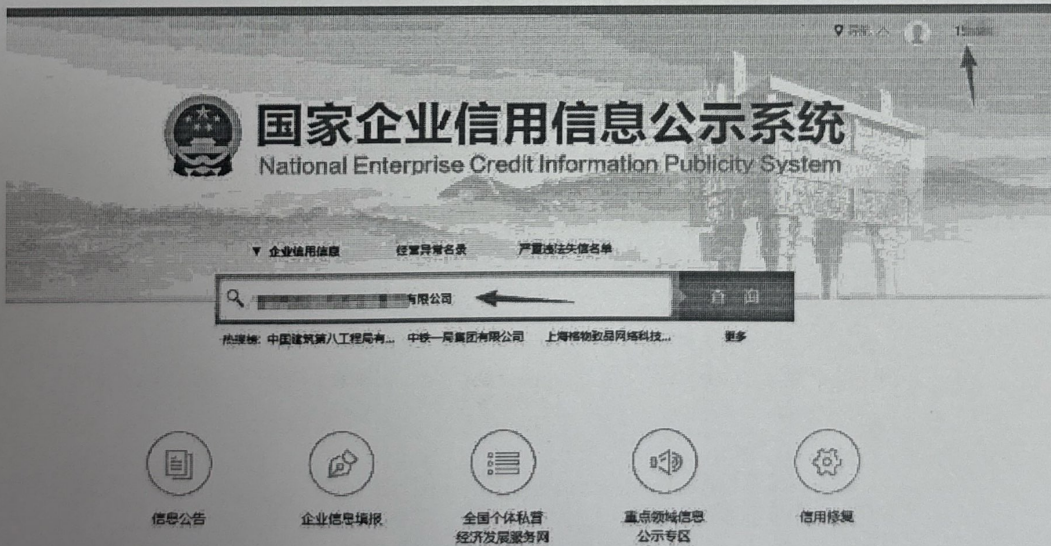 导航
国家企业信用信息公示系统
National Enterprise Credit Information Publicity System
▼ 企业信用信息 经营异常名录 严重违法失信名单
有限公司 查 询
热搜榜: 中国建筑第八工程局有... 中铁一局集团有限公司 上海格物致品网络科技... 更多
信息公告 企业信息填报 全国个体私营 重点领域信息 信用修复
经济发展服务网 公示专区